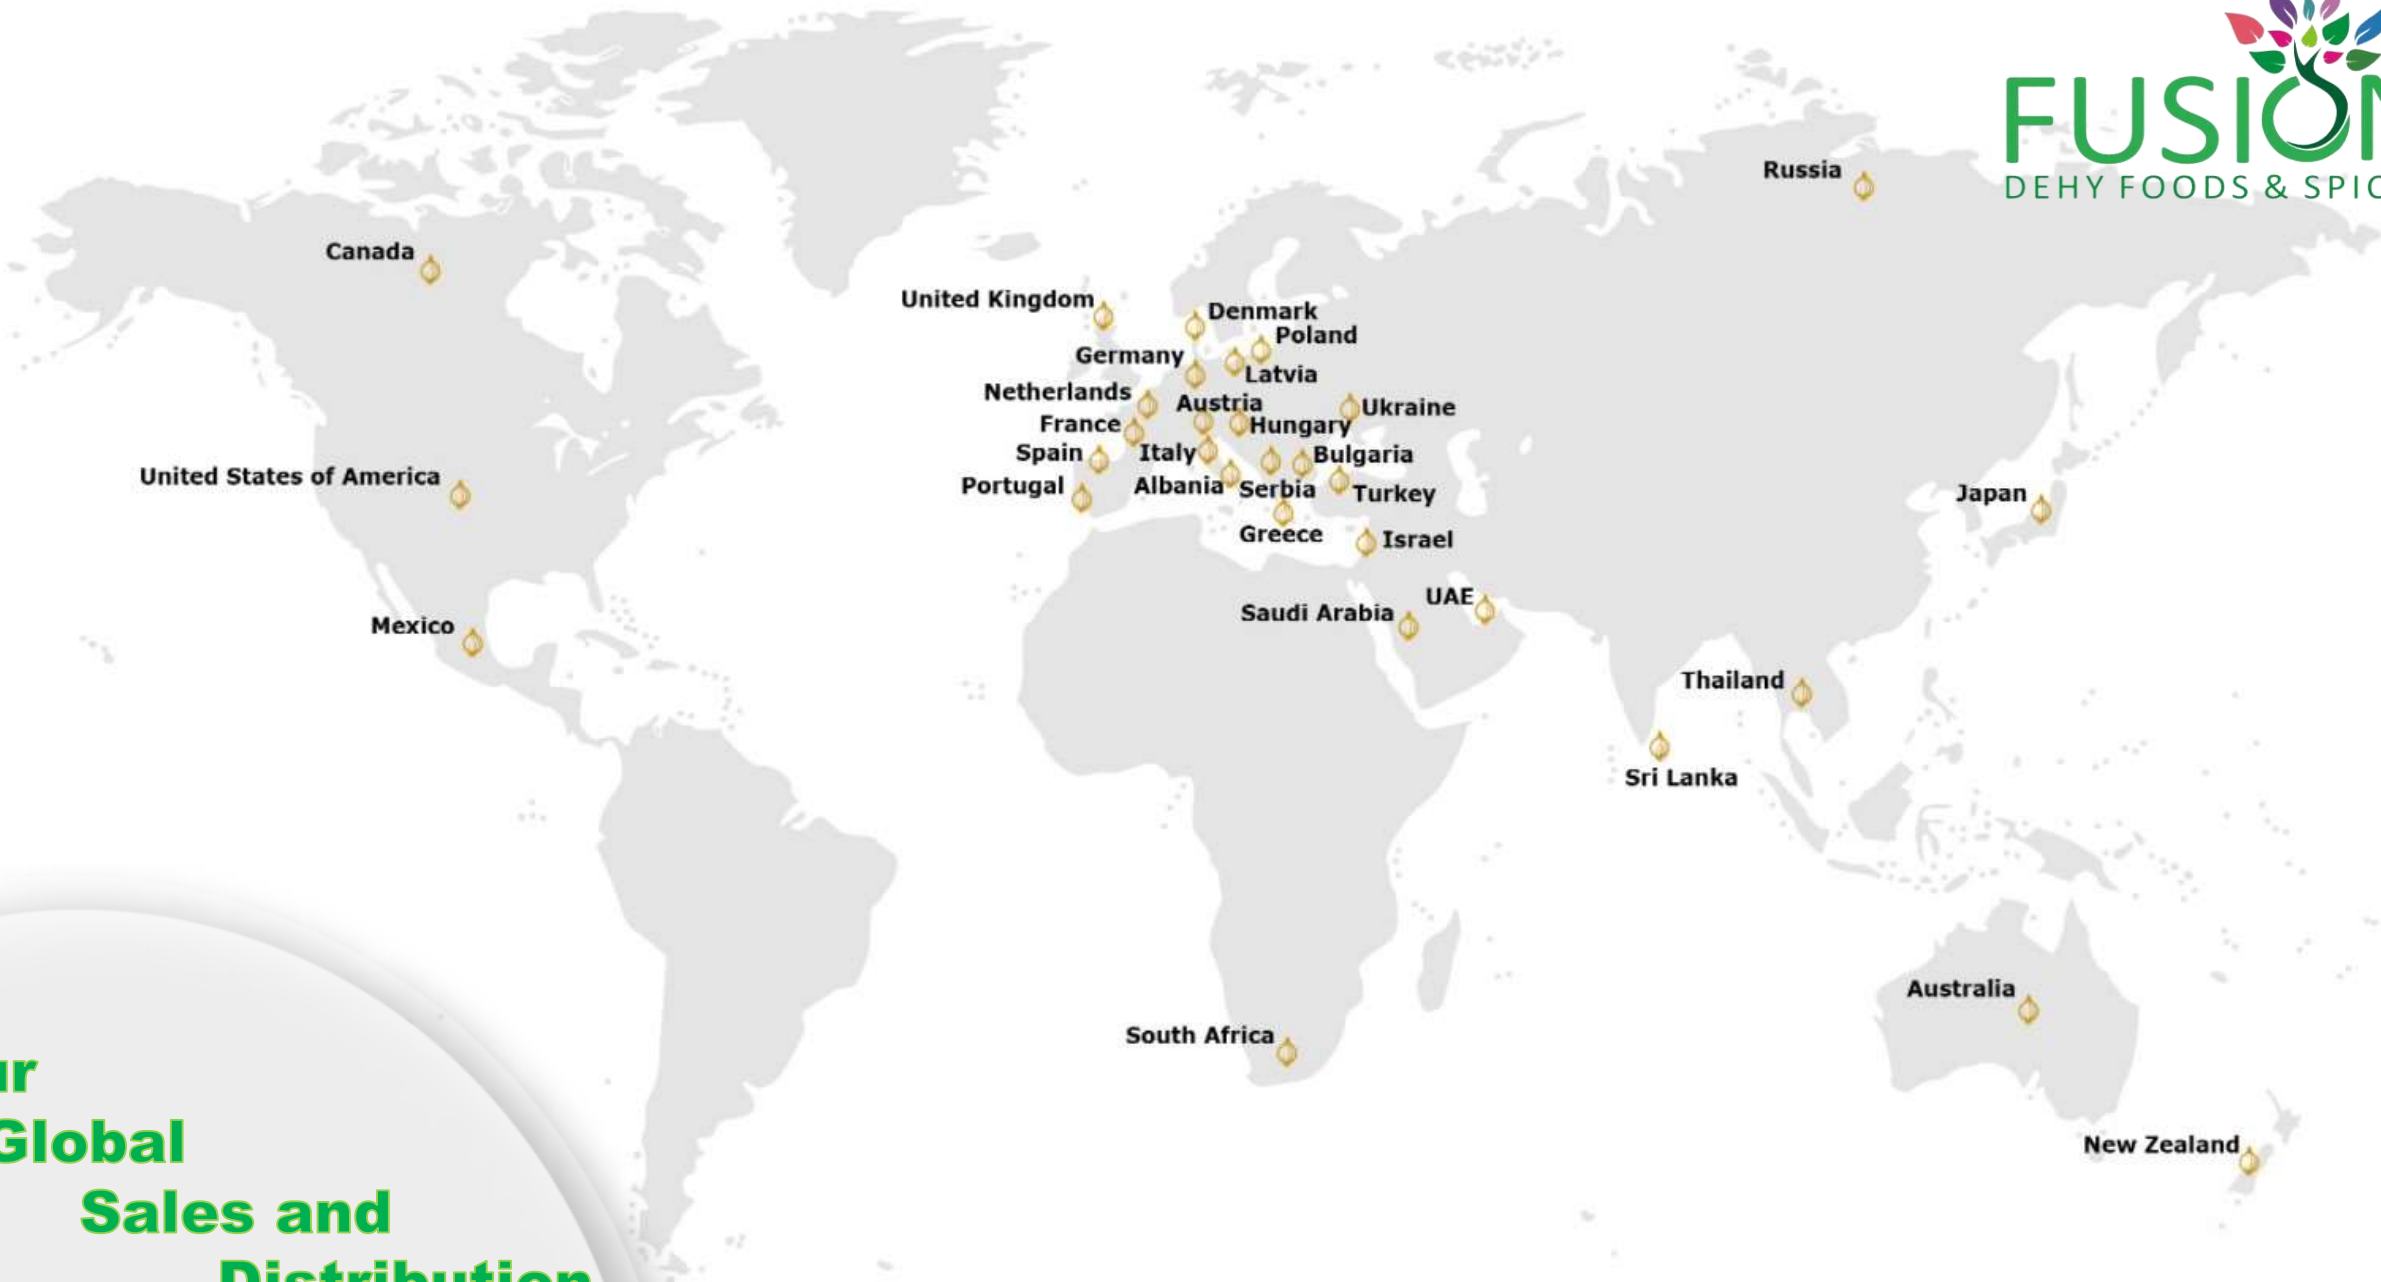 FUSION
DEHY FOODS & SPIC
Russia
Canada
United Kingdom
Denmark
Poland
Germany
Latvia
Netherlands
Austria
Ukraine
France
Hungary
Spain
Italy
Bulgaria
United States of America
Portugal
Albania
Serbia
Turkey
Japan
Greece
Israel
UAE
Saudi Arabia
Mexico
Thailand
Sri Lanka
Australia
South Africa
New Zealand
ur
Global
Sales and
Distribution